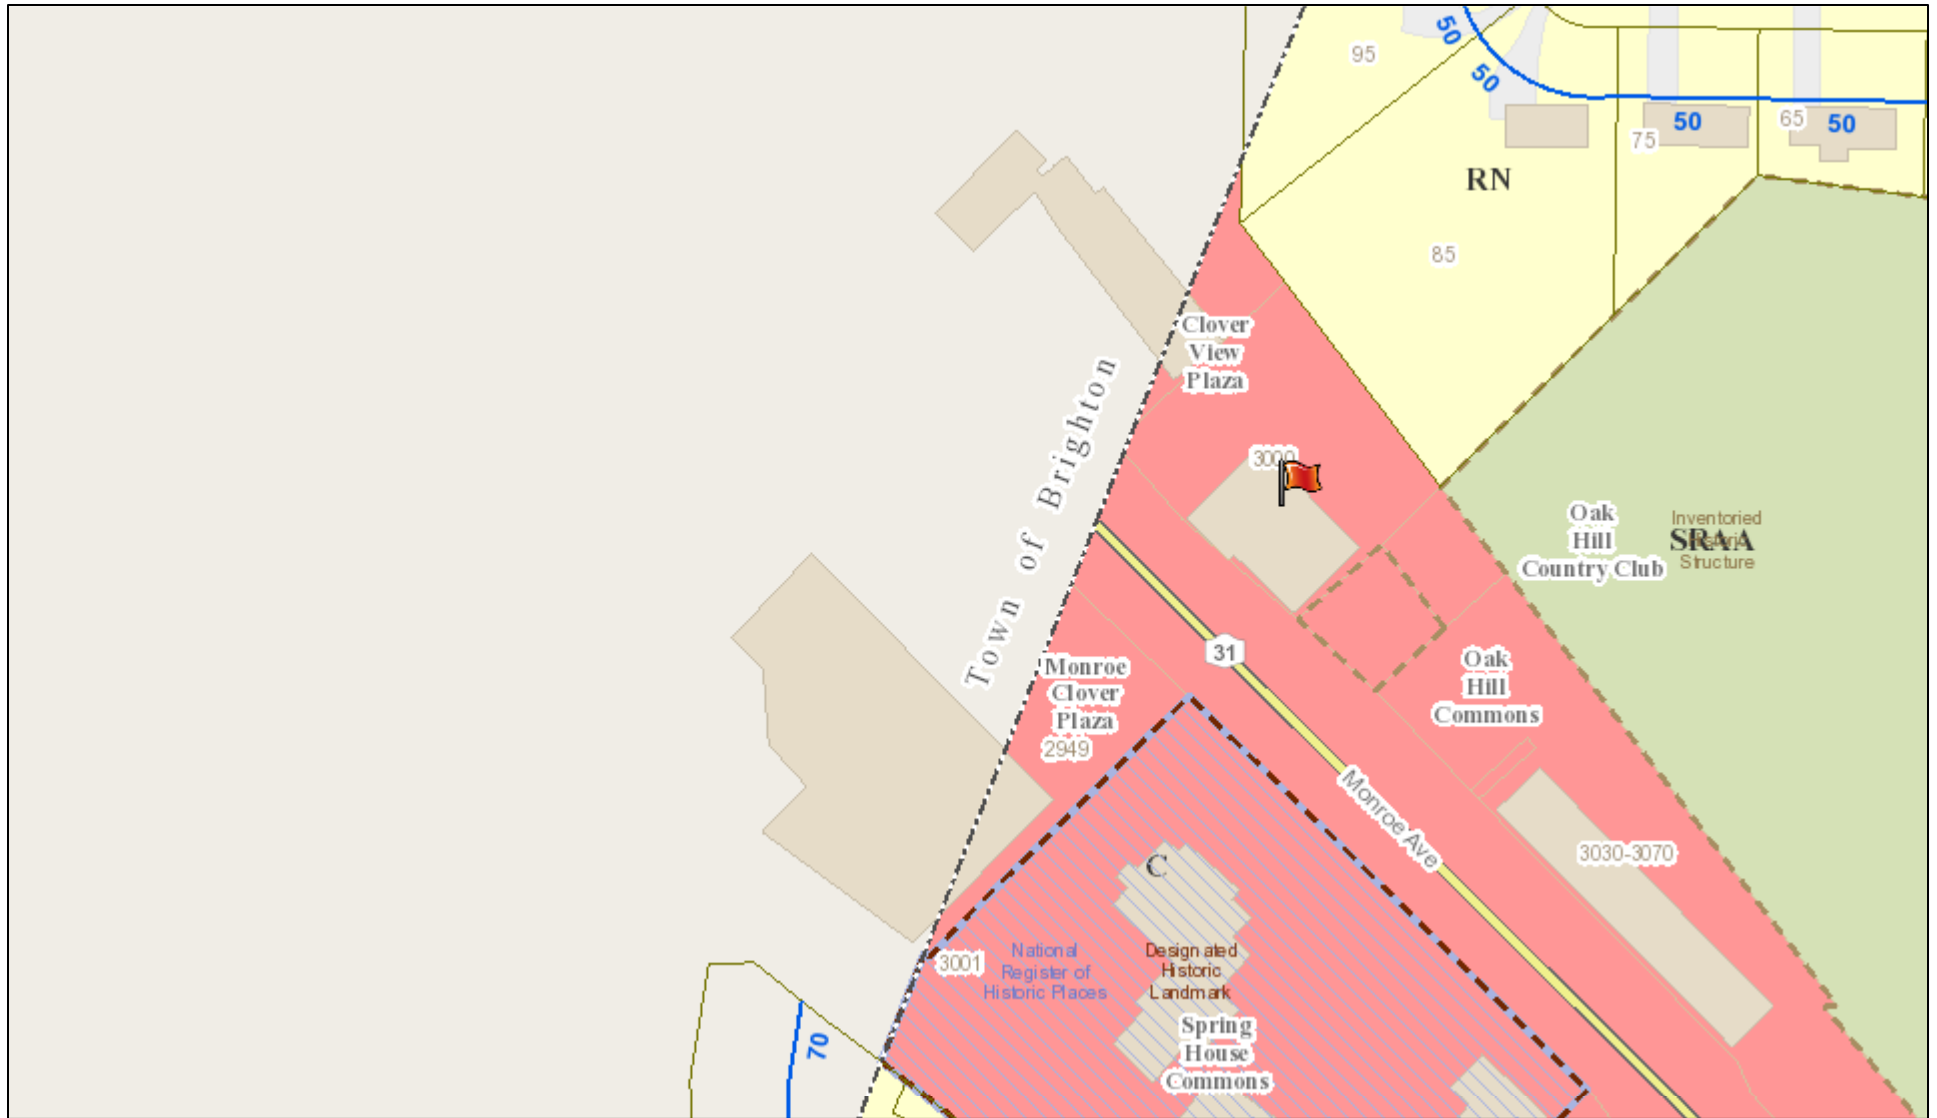 50
95
50
50
65
50
75
RN
85
Clover
View
Plaza
Town of Brighton
3000
Oak
Hill
Country Club
Inventoried
Historic
Structure
SRAA
31
Monroe
Clover
Plaza
2949
Oak
Hill
Commons
Monroe Ave
3030-3070
C
National
Register of
Historic Places
Designated
Historic
Landmark
3001
Spring
House
Commons
70